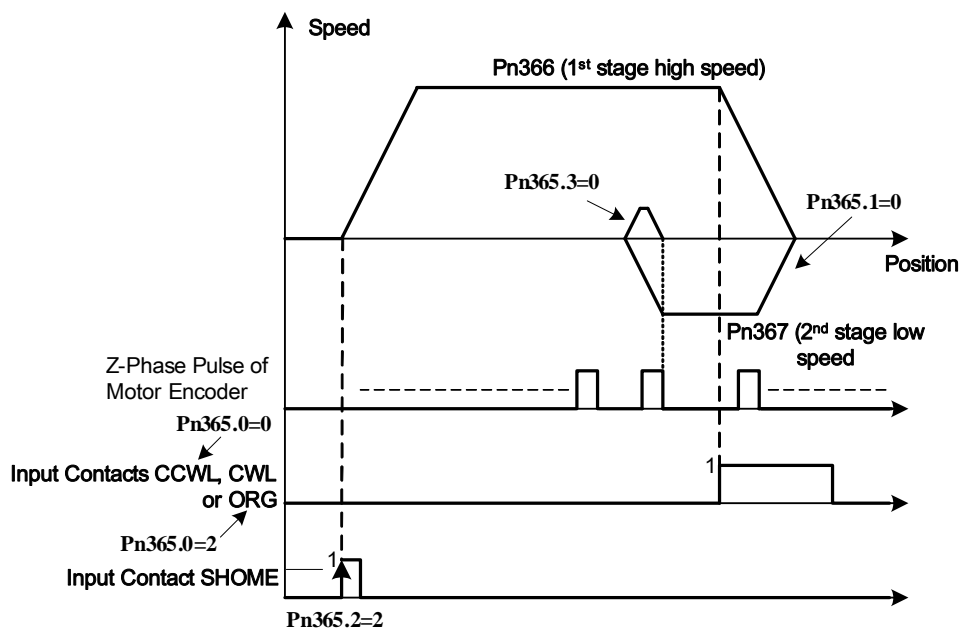 Speed
Pn366 (1st stage high speed)
Pn365.3=0
Pn365.1=0
Position
Pn367 (2nd stage low
speed
Z-Phase Pulse of
Motor Encoder
Pn365.0=0
Input Contacts CCWL, CWL
or ORG
1
Pn365.0=2
Input Contact SHOME
1
Pn365.2=2